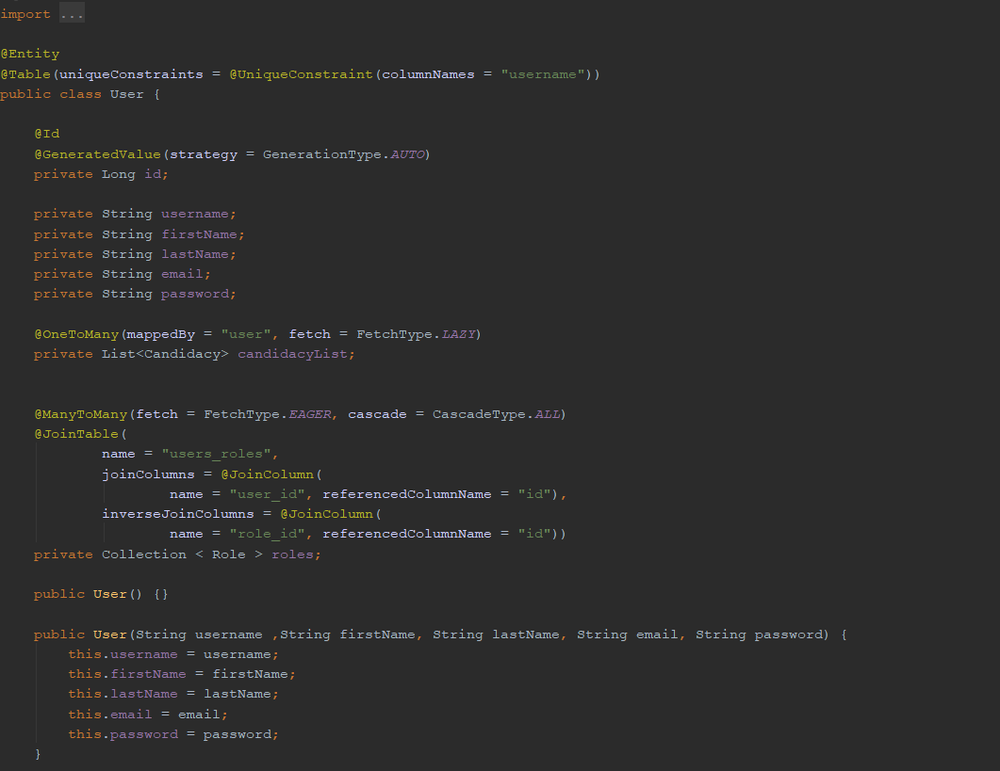 import ...
@Entity
@Table(uniqueConstraints = @UniqueConstraint(columnNames = "username"))
public class User {
@Id
@GeneratedValue(strategy = GenerationType.AUTO)
private Long id;
private String username;
private String firstName;
private String lastName;
private String email;
private String password;
@OneToMany(mappedBy = "user", fetch = FetchType.LAZY)
private List<Candidacy> candidacyList;
@ManyToMany(fetch = FetchType.EAGER, cascade = CascadeType.ALL)
@JoinTable(
name = "users_roles",
joinColumns = @JoinColumn(
name = "user_id", referencedColumnName = "id"),
inverseJoinColumns = @JoinColumn(
name = "role_id", referencedColumnName = "id"))
private Collection < Role > roles;
public User() {}
public User(String username ,String firstName, String lastName, String email, String password) {
this.username = username;
this.firstName = firstName;
this.lastName = lastName;
this.email = email;
this.password = password;
}